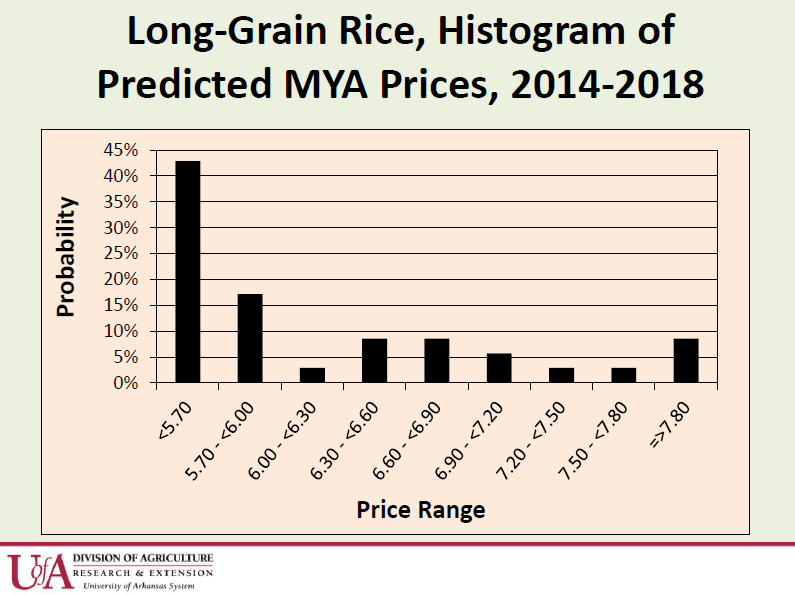 Long-Grain Rice, Histogram of
Predicted MYA Prices, 2014-2018
45%
40%
35%
30%
25%
20%
15%
10%
5%
0%
Probability
<5.70
5.70 - <6.00
6.00 - <6.30
6.30 - <6.60
6.60 - <6.90
6.90 - <7.20
7.20 - <7.50
7.50 - <7.80
=>7.80
Price Range
UofA
DIVISION OF AGRICULTURE
RESEARCH & EXTENSION
University of Arkansas System